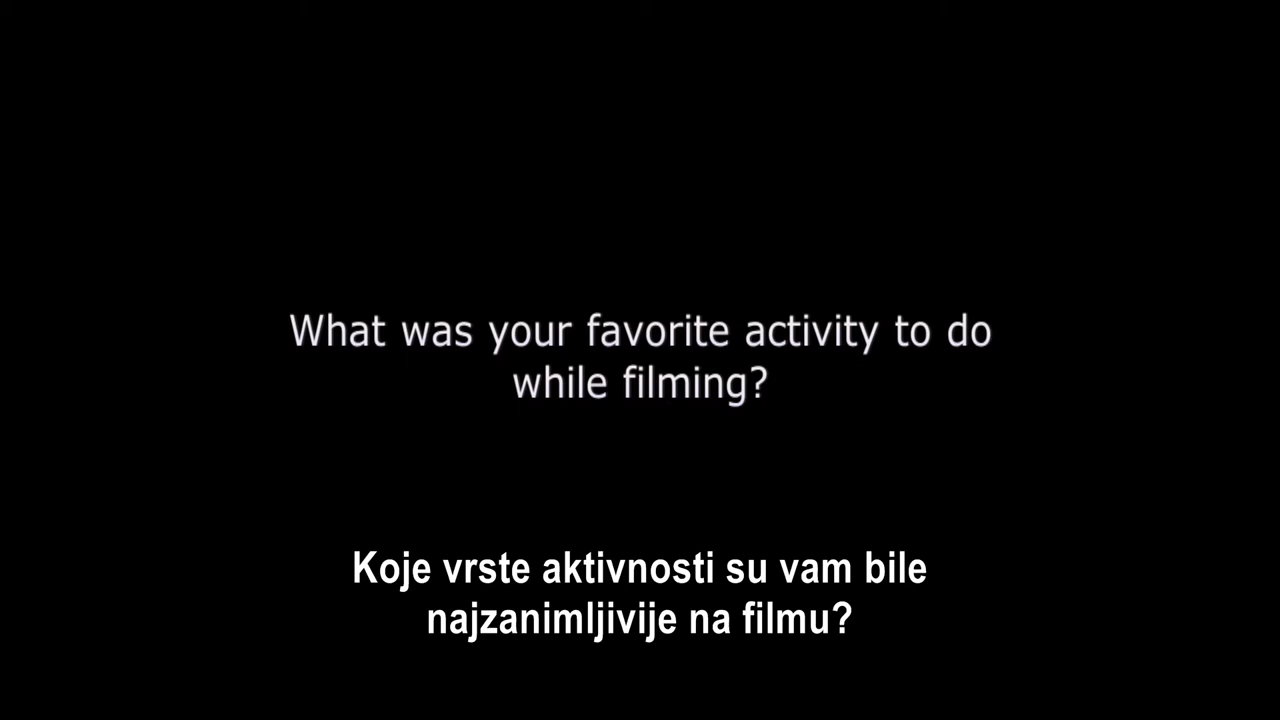 What was your favorite activity to do
while filming?
Koje vrste aktivnosti su vam bile
najzanimljivije na filmu?